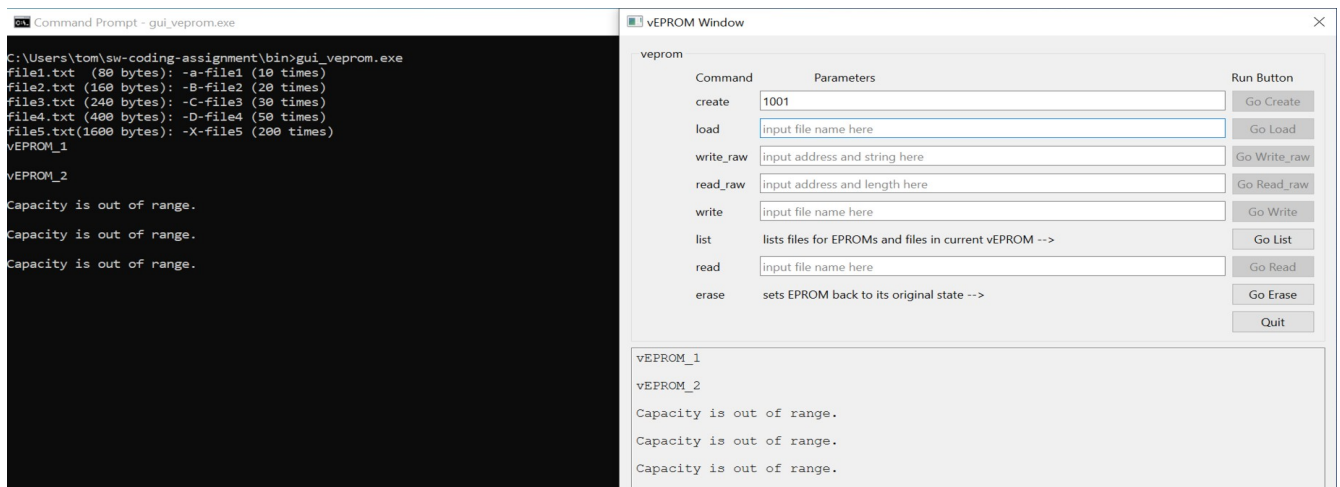 Command Prompt - gui_veprom.exe
C:\Users\tom\sw-coding-assignment\bin>gui_veprom.exe
file1.txt  (80 bytes): -a-file1 (10 times)
file2.txt (160 bytes): -B-file2 (20 times)
file3.txt (240 bytes): -C-file3 (30 times)
file4.txt (400 bytes): -D-file4 (50 times)
file5.txt(1600 bytes): -X-file5 (200 times)
vEPROM_1
vEPROM_2
Capacity is out of range.
Capacity is out of range.
Capacity is out of range.
vEPROM Window
veprom
Command Parameters Run Button
create 1001 Go Create
load input file name here Go Load
write_raw input address and string here Go Write_raw
read_raw input address and length here Go Read_raw
write input file name here Go Write
list lists files for EPROMs and files in current vEPROM --> Go List
read input file name here Go Read
erase sets EPROM back to its original state --> Go Erase
Quit
vEPROM_1
vEPROM_2
Capacity is out of range.
Capacity is out of range.
Capacity is out of range.